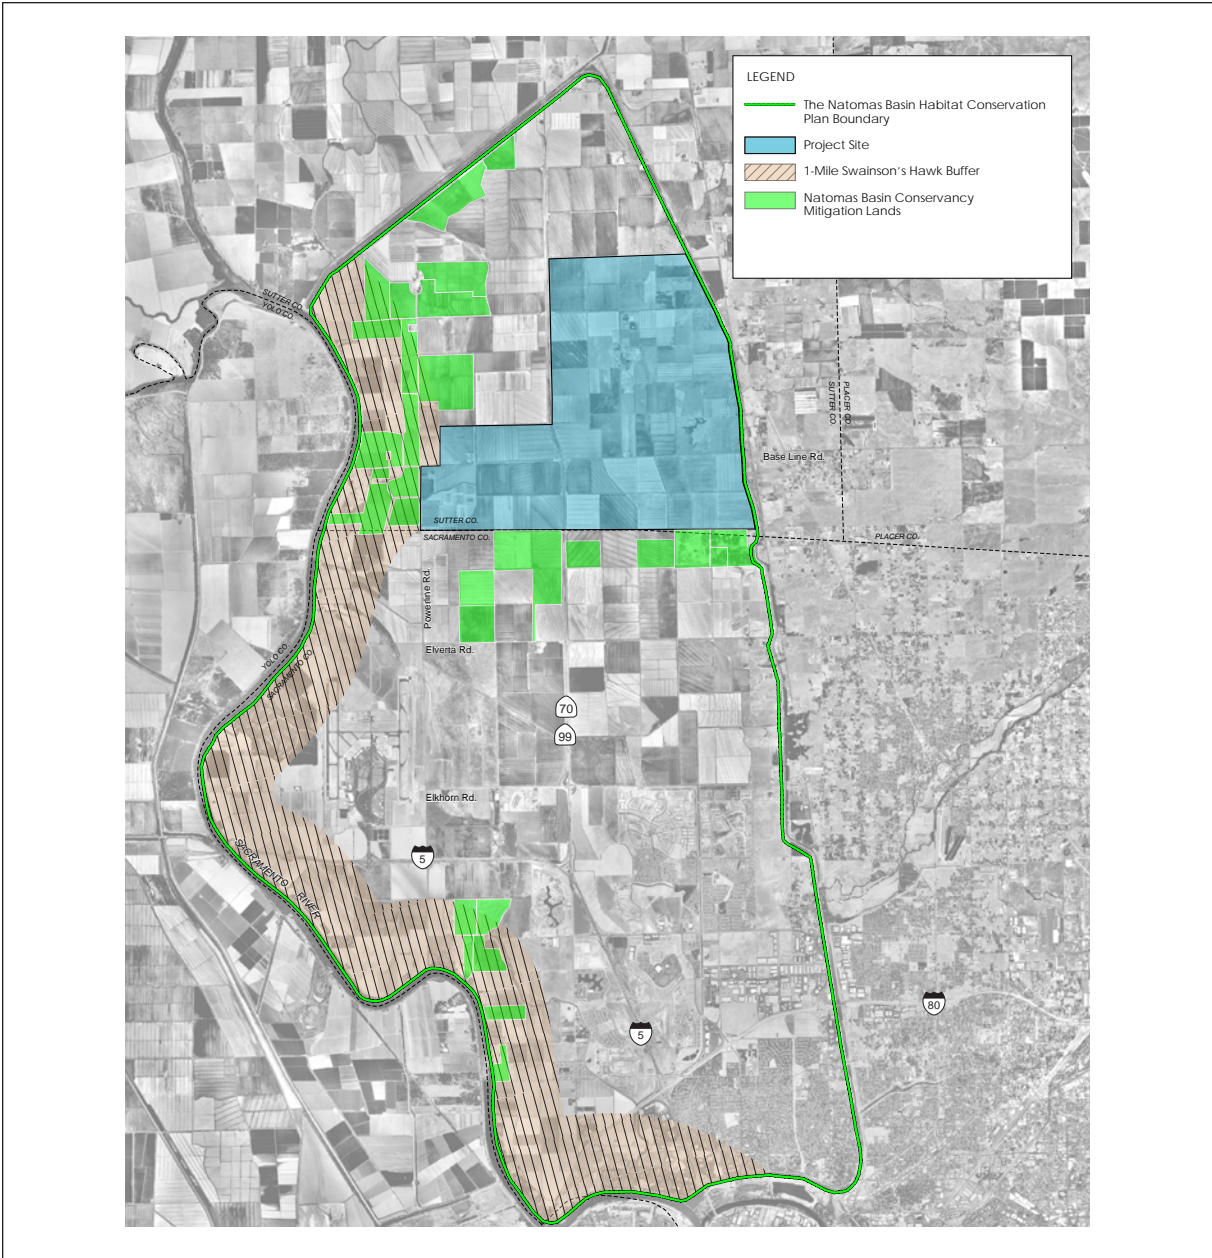 LEGEND
The Natomas Basin Habitat Conservation
Plan Boundary
Project Site
1-Mile Swainson's Hawk Buffer
Natomas Basin Conservancy
Mitigation Lands
SUTTER CO.
YOLO CO.
PLACER CO.
SUTTER CO.
Base Line Rd.
SUTTER CO.
SACRAMENTO CO.
PLACER CO.
Powerline Rd.
Elverta Rd.
YOLO CO.
SACRAMENTO CO.
70
99
Elkhorn Rd.
5
SACRAMENTO RIVER
80
5